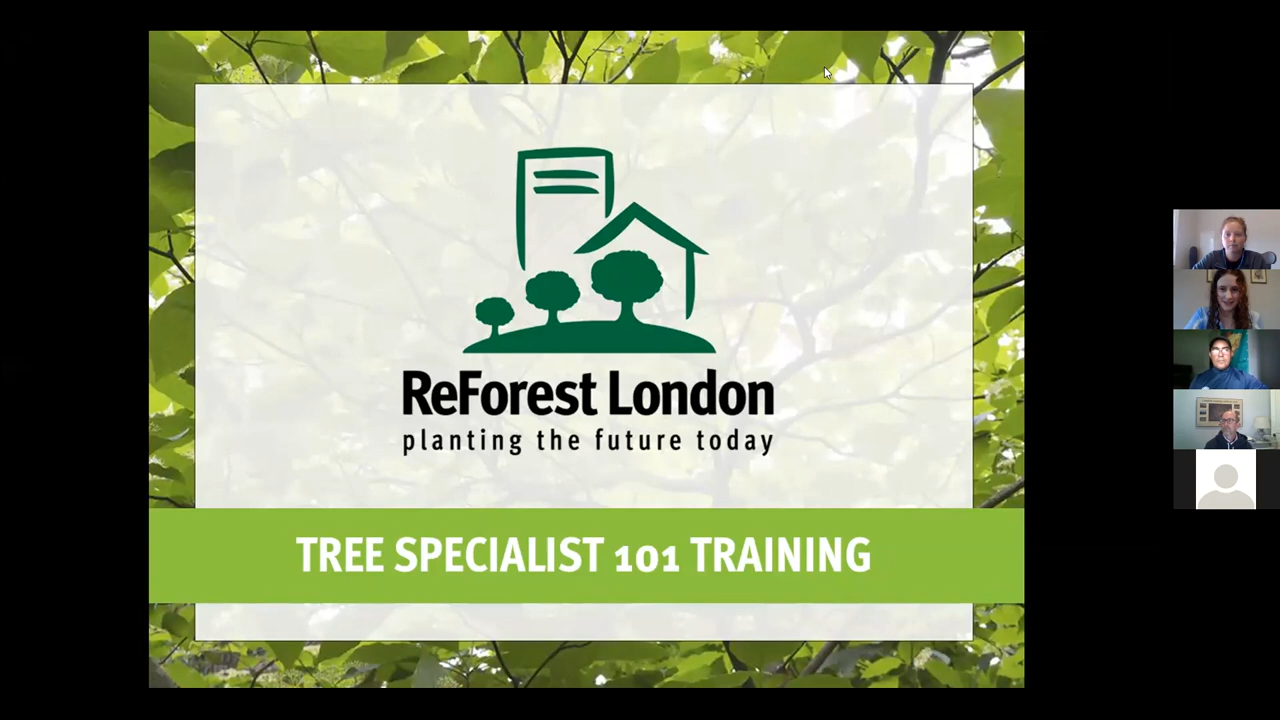 ReForest London
planting the future today
TREE SPECIALIST 101 TRAINING